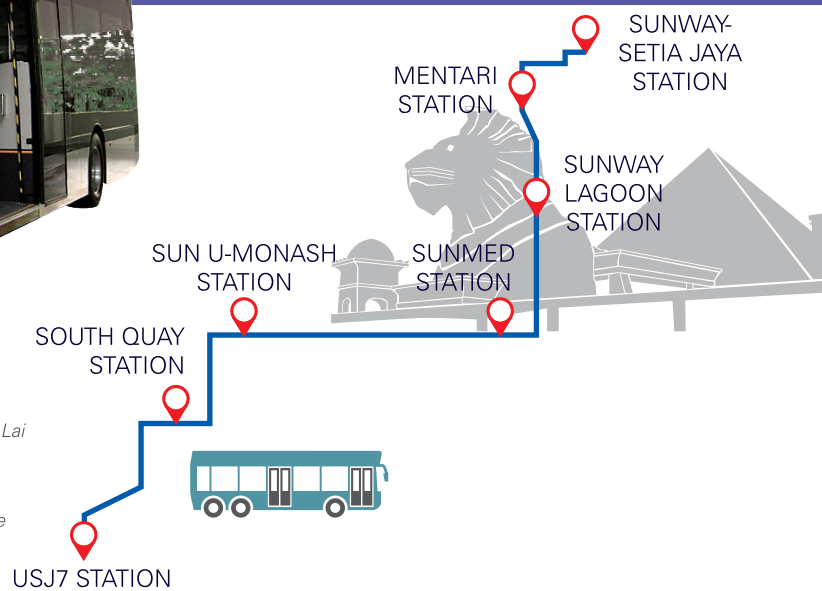 SUNWAY-
SETIA JAYA
STATION
MENTARI
STATION
SUNWAY
LAGOON
STATION
SUN U-MONASH
STATION
SUNMED
STATION
SOUTH QUAY
STATION
Lai
e
USJ7 STATION